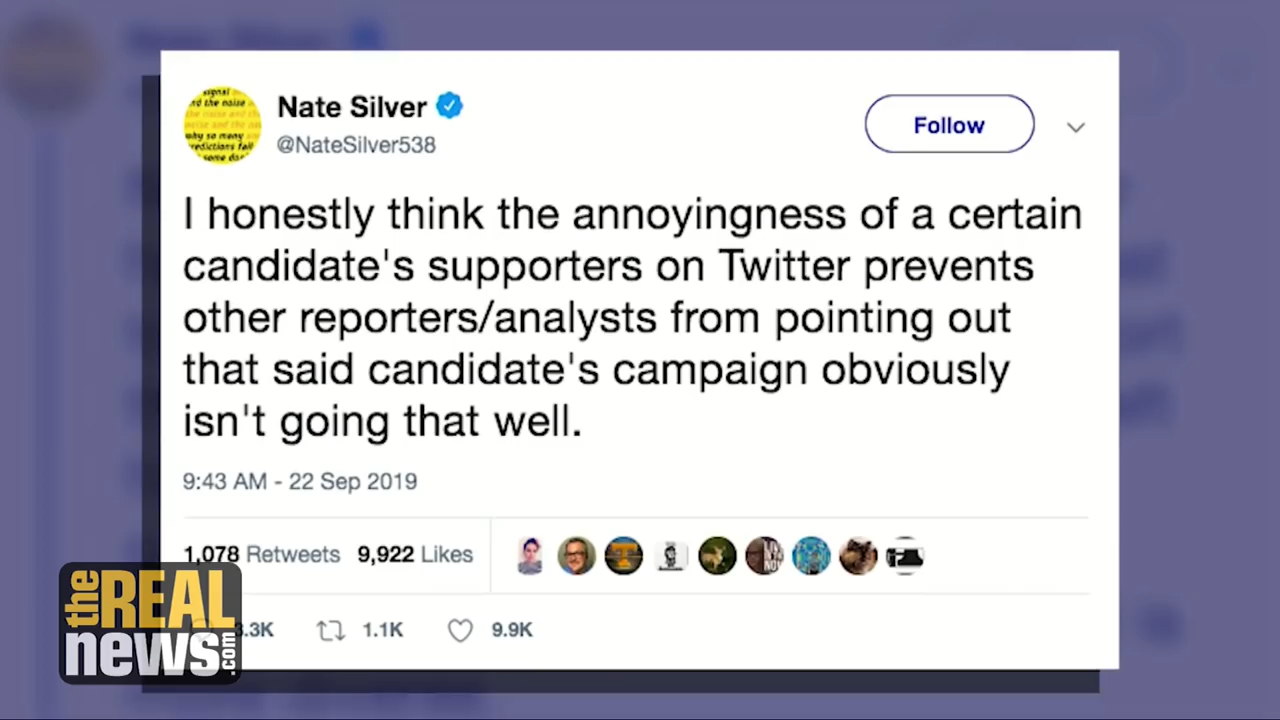 Nate Silver
@NateSilver538
Follow
I honestly think the annoyingness of a certain
candidate's supporters on Twitter prevents
other reporters/analysts from pointing out
that said candidate's campaign obviously
isn't going that well.
9:43 AM - 22 Sep 2019
1,078 Retweets 9,922 Likes
3.3K 1.1K 9.9K
the REAL
news.com